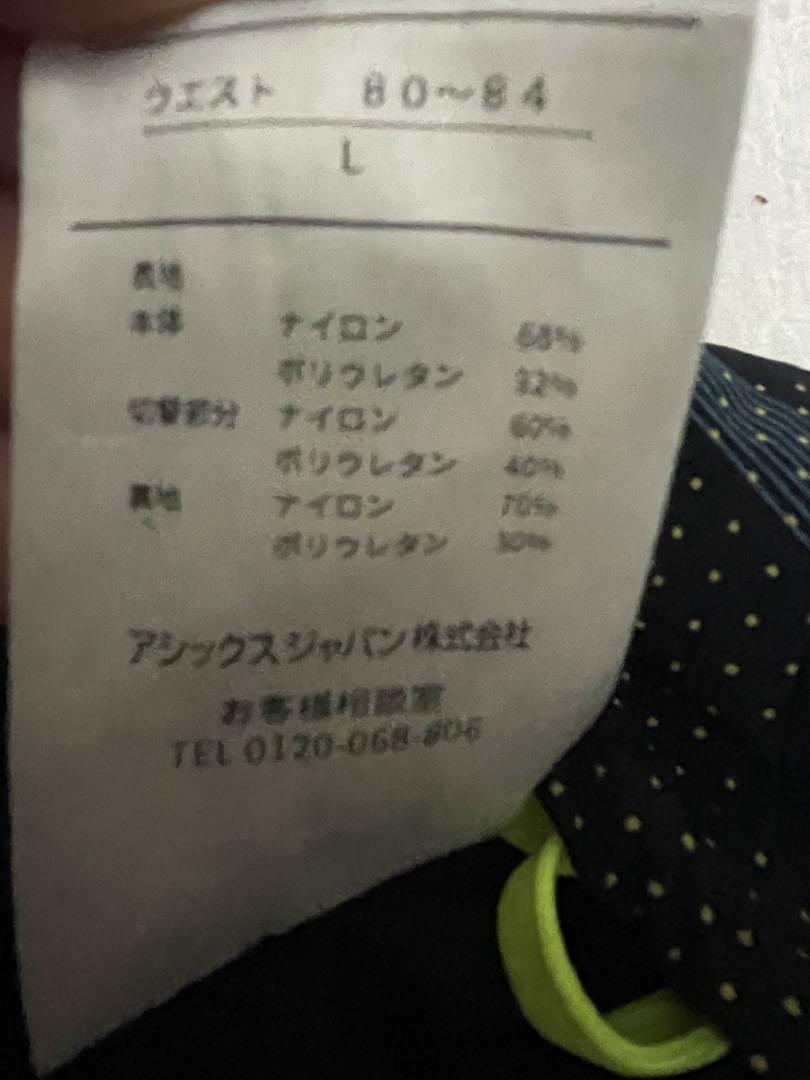 ウエスト 80~84
L
表地
本体 ナイロン 68%
ポリウレタン 32%
切替部分 ナイロン 60%
ポリウレタン 40%
裏地 ナイロン 70%
ポリウレタン 30%
アシックスジャパン株式会社
お客様相談室
TEL 0120-068-806